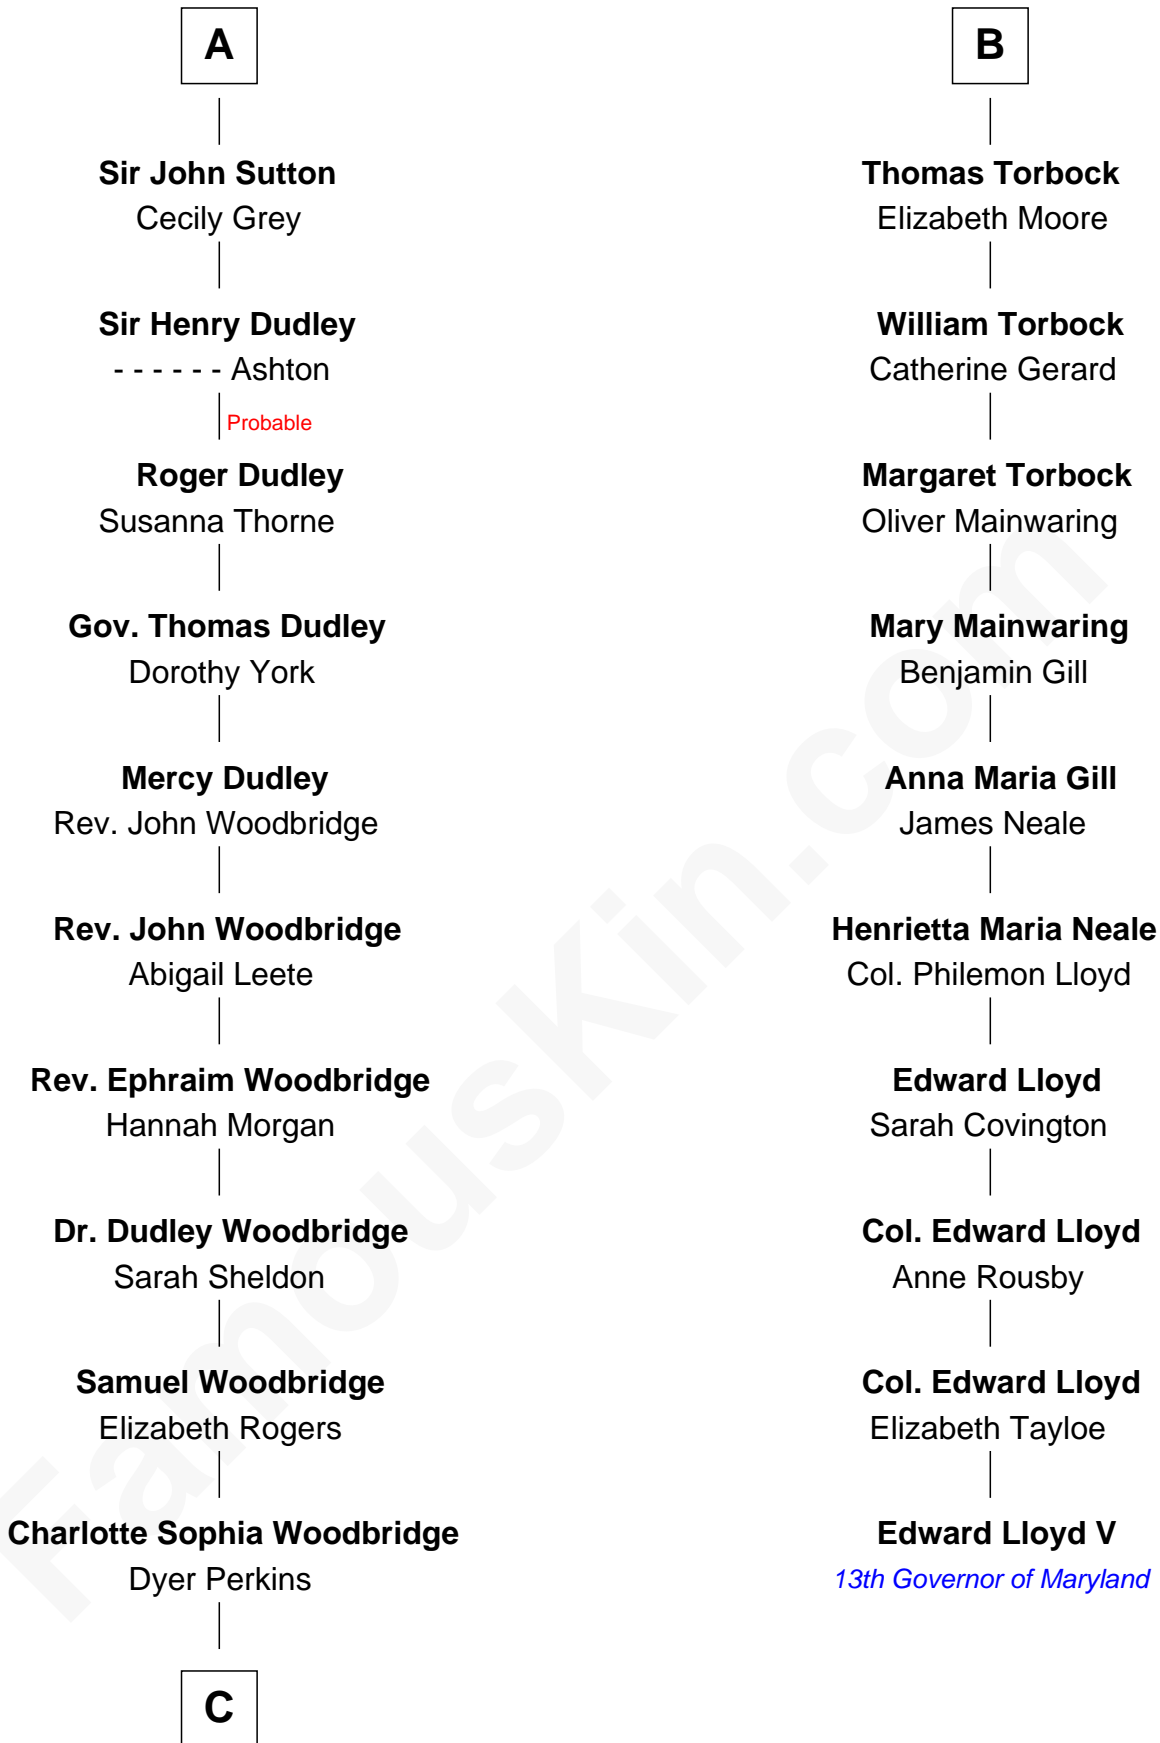 A
Sir John Sutton
Cecily Grey
Sir Henry Dudley
- - - - - - Ashton
Probable
Roger Dudley
Susanna Thorne
Gov. Thomas Dudley
Dorothy York
Mercy Dudley
Rev. John Woodbridge
Rev. John Woodbridge
Abigail Leete
Rev. Ephraim Woodbridge
Hannah Morgan
Dr. Dudley Woodbridge
Sarah Sheldon
Samuel Woodbridge
Elizabeth Rogers
Charlotte Sophia Woodbridge
Dyer Perkins
C
B
Thomas Torbock
Elizabeth Moore
William Torbock
Catherine Gerard
Margaret Torbock
Oliver Mainwaring
Mary Mainwaring
Benjamin Gill
Anna Maria Gill
James Neale
Henrietta Maria Neale
Col. Philemon Lloyd
Edward Lloyd
Sarah Covington
Col. Edward Lloyd
Anne Rousby
Col. Edward Lloyd
Elizabeth Tayloe
Edward Lloyd V
13th Governor of Maryland
FamousKin.com